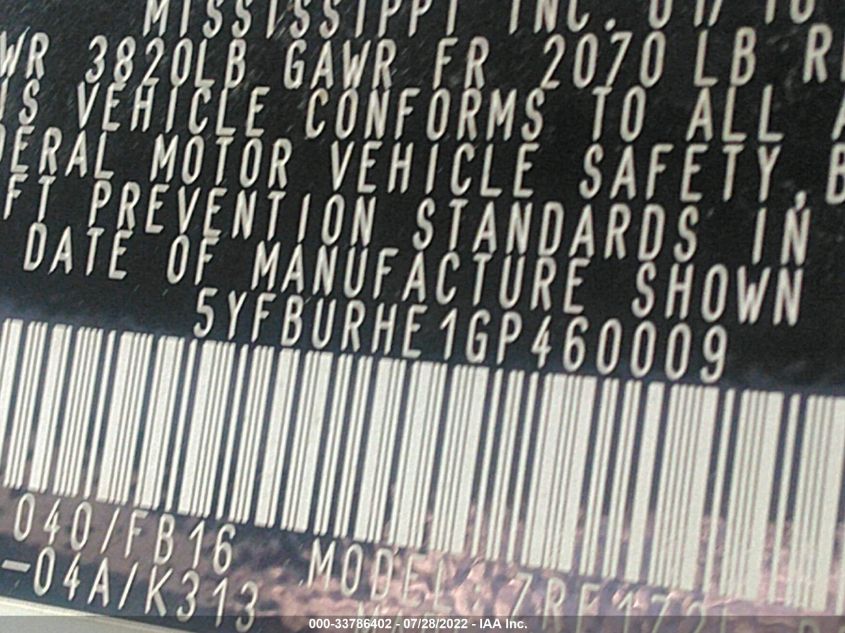 MISSISSIPPI INC. 01/16
WR 3820LB GAWR FR 2070 LB R
IS VEHICLE CONFORMS TO ALL A
DERAL MOTOR VEHICLE SAFETY, B
FT PREVENTION STANDARDS IN
DATE OF MANUFACTURE SHOWN
5YFBURHE1GP460009
040/FB16 MODEL:
-04A/K313
000-33786402 - 07/28/2022 - IAA Inc.